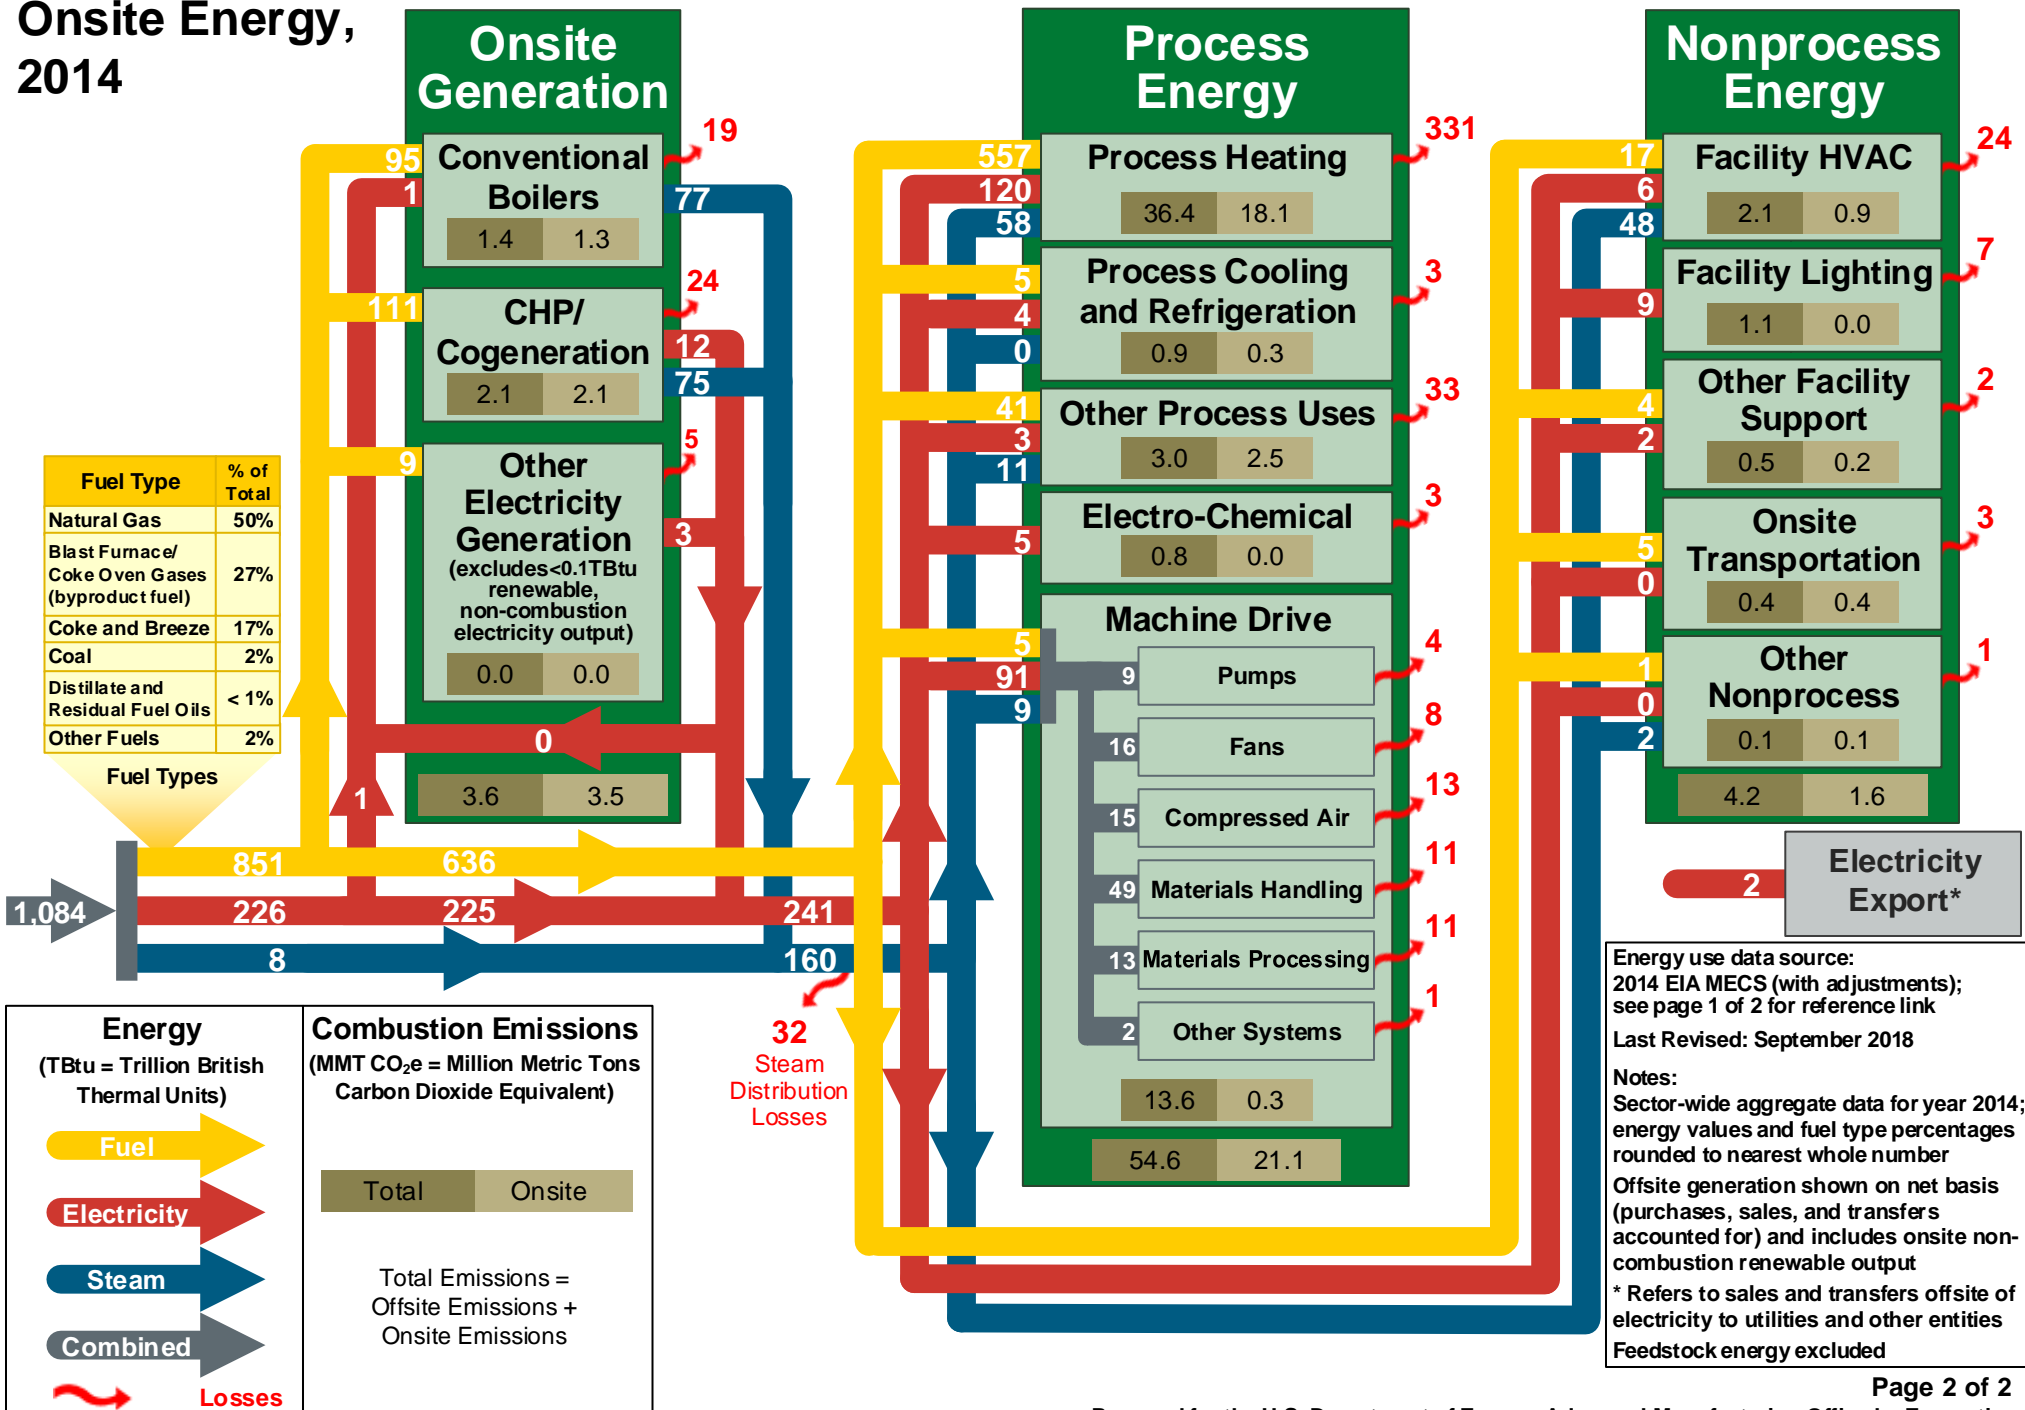 Onsite Energy,
2014
Onsite
Generation
Conventional
Boilers
1.4 1.3
95
1
19
77
CHP/
Cogeneration
2.1 2.1
111
24
12
75
Other
Electricity
Generation
(excludes<0.1TBtu
renewable,
non-combustion
electricity output)
0.0 0.0
9
5
3
0
1
3.6 3.5
Fuel Type % of Total
Natural Gas 50%
Blast Furnace/
Coke Oven Gases 27%
(byproduct fuel)
Coke and Breeze 17%
Coal 2%
Distillate and
Residual Fuel Oils < 1%
Other Fuels 2%
Fuel Types
1,084
851 636
226 225 241
8 160
32
Steam
Distribution
Losses
Process
Energy
557
120
58
Process Heating
36.4 18.1
331
5
4
0
Process Cooling
and Refrigeration
0.9 0.3
3
41
3
11
Other Process Uses
3.0 2.5
33
5
Electro-Chemical
0.8 0.0
3
Machine Drive
5
91
9
9 Pumps 4
16 Fans 8
15 Compressed Air 13
49 Materials Handling 11
13 Materials Processing 11
2 Other Systems 1
13.6 0.3
54.6 21.1
Nonprocess
Energy
17
6
48
Facility HVAC
2.1 0.9
24
9
Facility Lighting
1.1 0.0
7
4
2
Other Facility
Support
0.5 0.2
2
5
0
Onsite
Transportation
0.4 0.4
3
1
0
2
Other
Nonprocess
0.1 0.1
1
4.2 1.6
2
Electricity
Export*
Energy
(TBtu = Trillion British
Thermal Units)
Fuel
Electricity
Steam
Combined
Losses
Combustion Emissions
(MMT CO₂e = Million Metric Tons
Carbon Dioxide Equivalent)
Total Onsite
Total Emissions =
Offsite Emissions +
Onsite Emissions
Energy use data source:
2014 EIA MECS (with adjustments);
see page 1 of 2 for reference link
Last Revised: September 2018
Notes:
Sector-wide aggregate data for year 2014;
energy values and fuel type percentages
rounded to nearest whole number
Offsite generation shown on net basis
(purchases, sales, and transfers
accounted for) and includes onsite non-
combustion renewable output
* Refers to sales and transfers offsite of
electricity to utilities and other entities
Feedstock energy excluded
Page 2 of 2